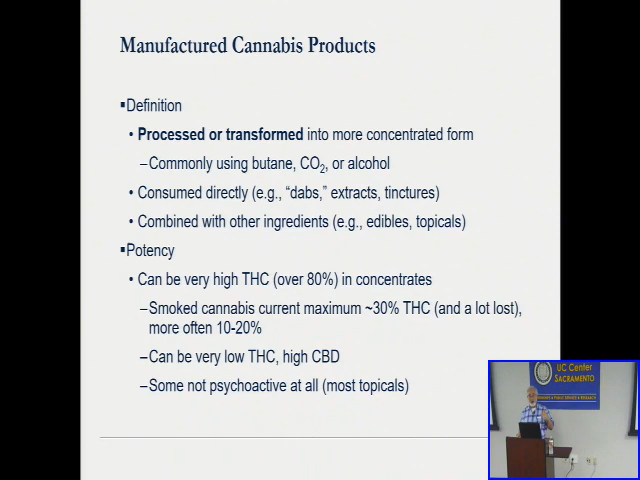 Manufactured Cannabis Products
▪Definition
• Processed or transformed into more concentrated form
–Commonly using butane, CO2, or alcohol
• Consumed directly (e.g., “dabs,” extracts, tinctures)
• Combined with other ingredients (e.g., edibles, topicals)
▪Potency
• Can be very high THC (over 80%) in concentrates
–Smoked cannabis current maximum ~30% THC (and a lot lost),
more often 10-20%
–Can be very low THC, high CBD
–Some not psychoactive at all (most topicals)
UC Center
SACRAMENTO
PUBLIC SERVICE & RESEARCH